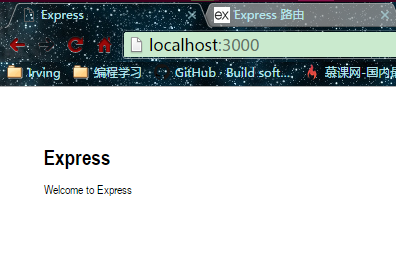 Express
ex Express 路由
localhost:3000
Irving
编程学习
GitHub · Build soft...
慕课网-国内
Express
Welcome to Express